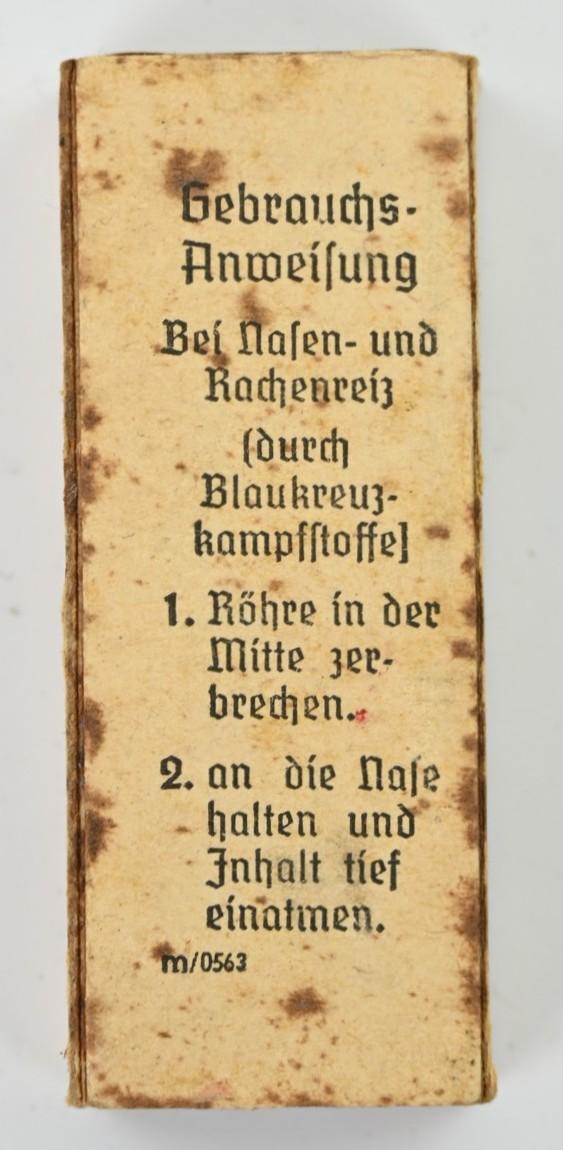 Gebrauchs-
Anweiſung
Bei Naſen- und
Rachenreiz
(durch
Blaukreuz-
kampfſtoffe]
1. Röhre in der
Mitte zer-
brechen.
2. an die Naſe
halten und
Inhalt tief
einatmen.
m/0563